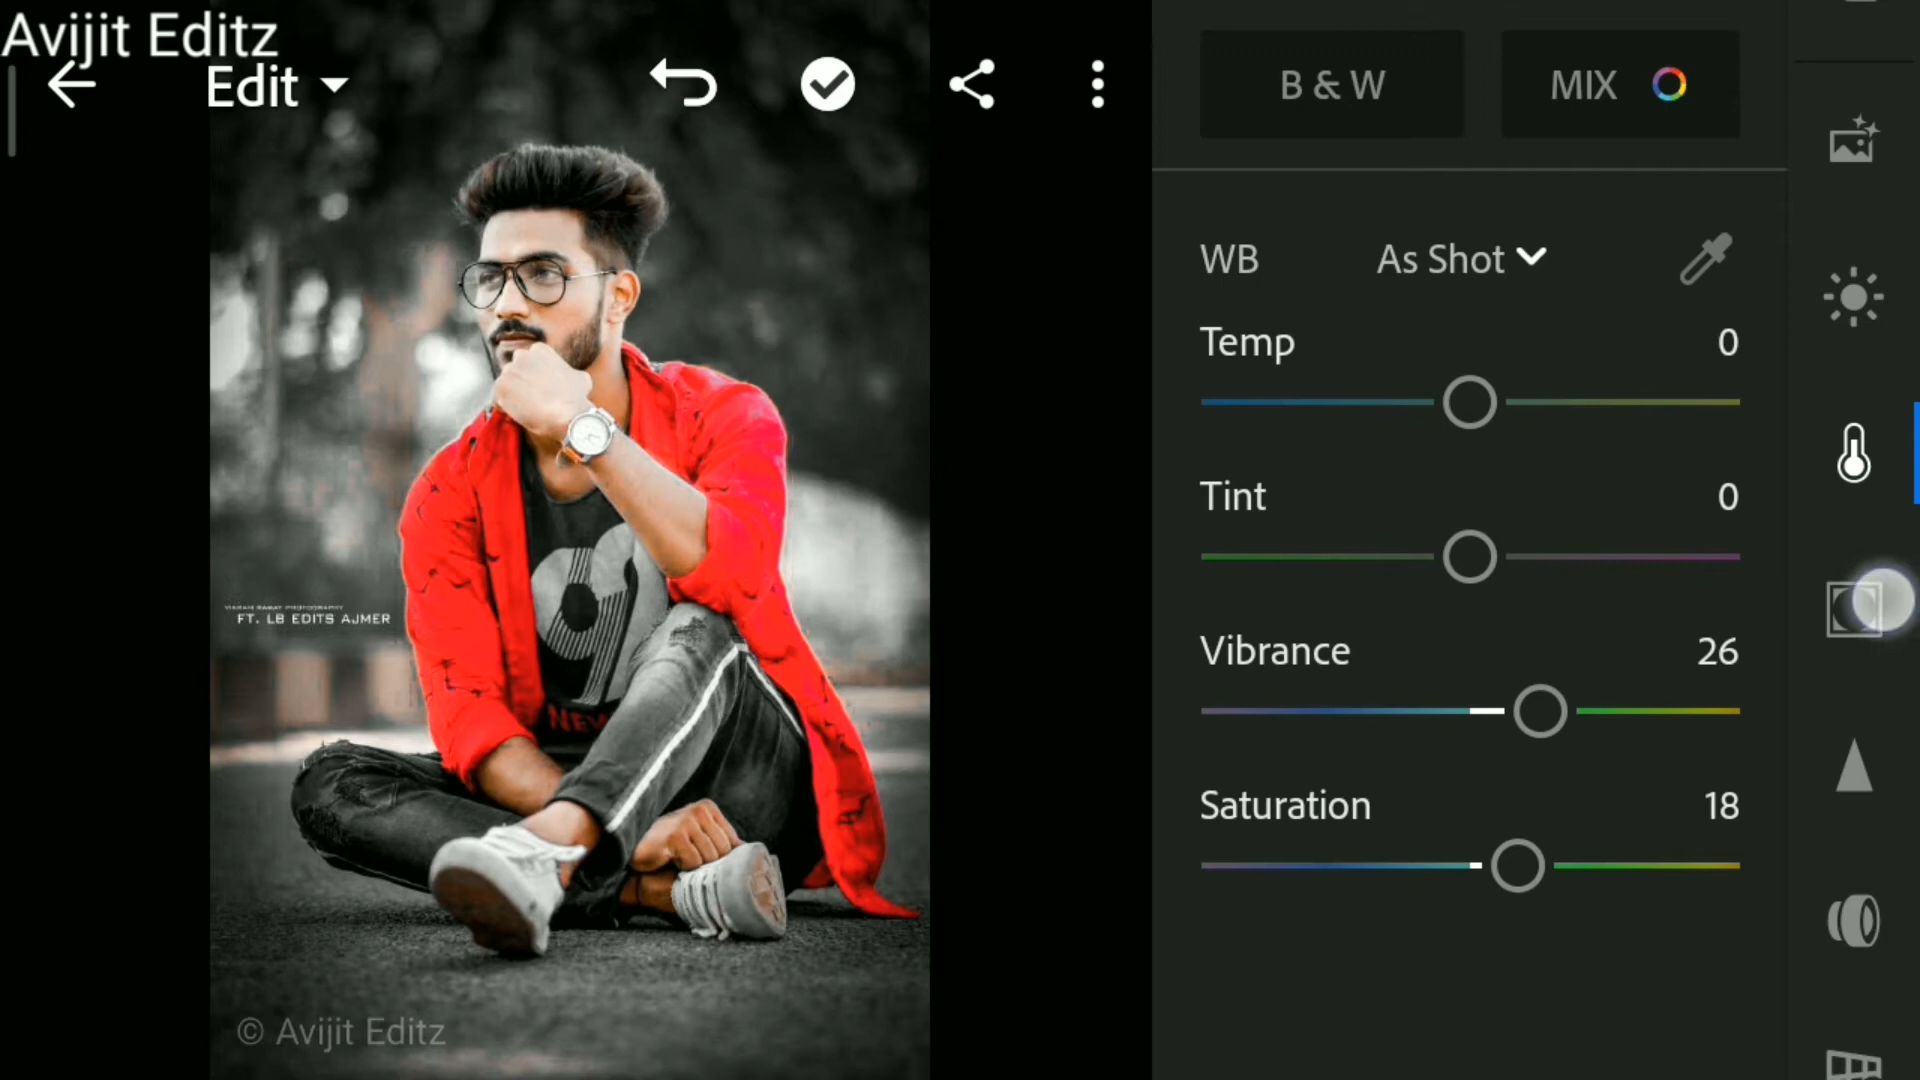 Avijit Editz
Edit
B & W
MIX
WB
As Shot
Temp
0
Tint
0
Vibrance
26
Saturation
18
FT. LB EDITS AJMER
NEW
© Avijit Editz